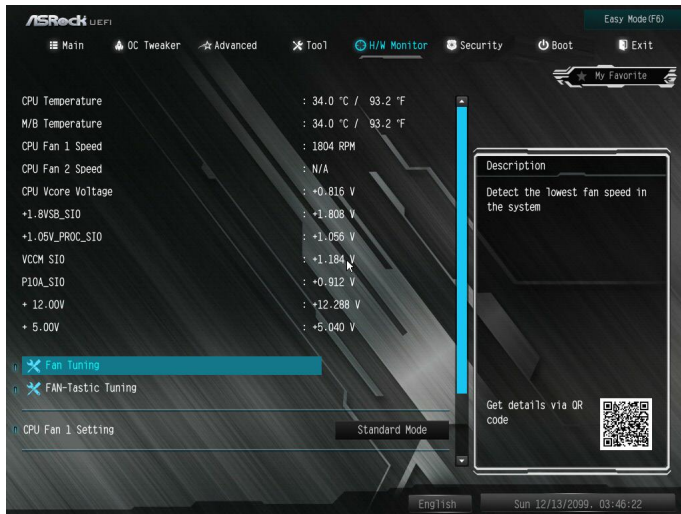 ASRock UEFI
Easy Mode(F6)
Main OC Tweaker Advanced Tool H/W Monitor Security Boot Exit
My Favorite
CPU Temperature : 34.0 °C / 93.2 °F
M/B Temperature : 34.0 °C / 93.2 °F
CPU Fan 1 Speed : 1804 RPM
CPU Fan 2 Speed : N/A
CPU Vcore Voltage : +0.816 V
+1.8VSB_SIO : +1.808 V
+1.05V_PROC_SIO : +1.056 V
VCCM SIO : +1.184 V
P10A_SIO : +0.912 V
+ 12.00V : +12.288 V
+ 5.00V : +5.040 V
Fan Tuning
FAN-Tastic Tuning
CPU Fan 1 Setting Standard Mode
Description
Detect the lowest fan speed in
the system
Get details via QR
code
English
Sun 12/13/2099, 03:46:22